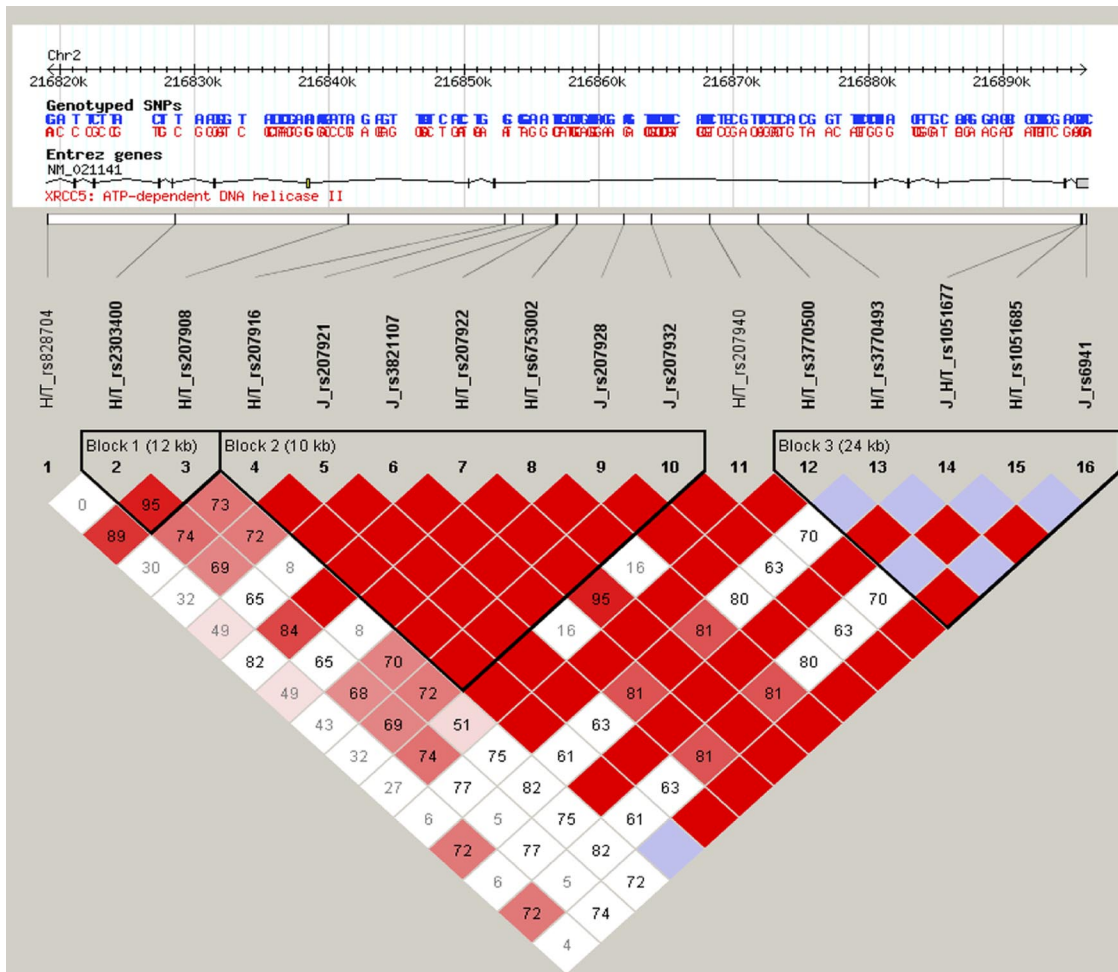 Chr2
216820k 216830k 216840k 216850k 216860k 216870k 216880k 216890k
Genotyped SNPs
Entrez genes
NM_021141
XRCC5: ATP-dependent DNA helicase II
H/T_rs828704
H/T_rs2303400
H/T_rs207908
H/T_rs207916
J_rs207921
J_rs3821107
H/T_rs207922
H/T_rs6753002
J_rs207928
J_rs207932
H/T_rs207940
H/T_rs3770500
H/T_rs3770493
J_H/T_rs1051677
H/T_rs1051685
J_rs6941
Block 1 (12 kb) Block 2 (10 kb) Block 3 (24 kb)
1 2 3 4 5 6 7 8 9 10 11 12 13 14 15 16
0 95 73
89 74 72 70
30 69 8 16 63
32 65 95 80 70
49 84 8 16 81 63
82 65 70 80
49 68 72 81 81
43 69 51 63
32 74 75 61 81
27 77 82 63
6 5 75 61
72 77 82
6 5 72
72 74
4